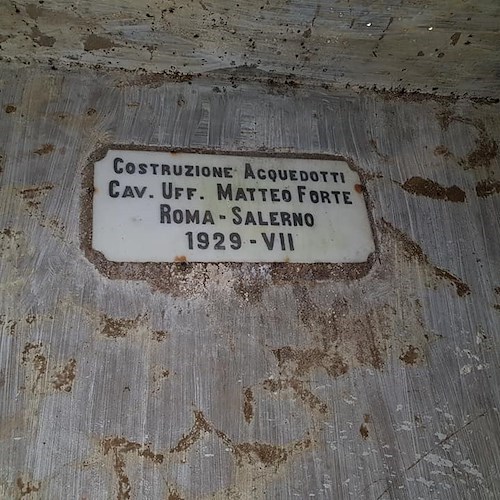 Costruzione Acquedotti
Cav. Uff. Matteo Forte
Roma - Salerno
1929 - VII